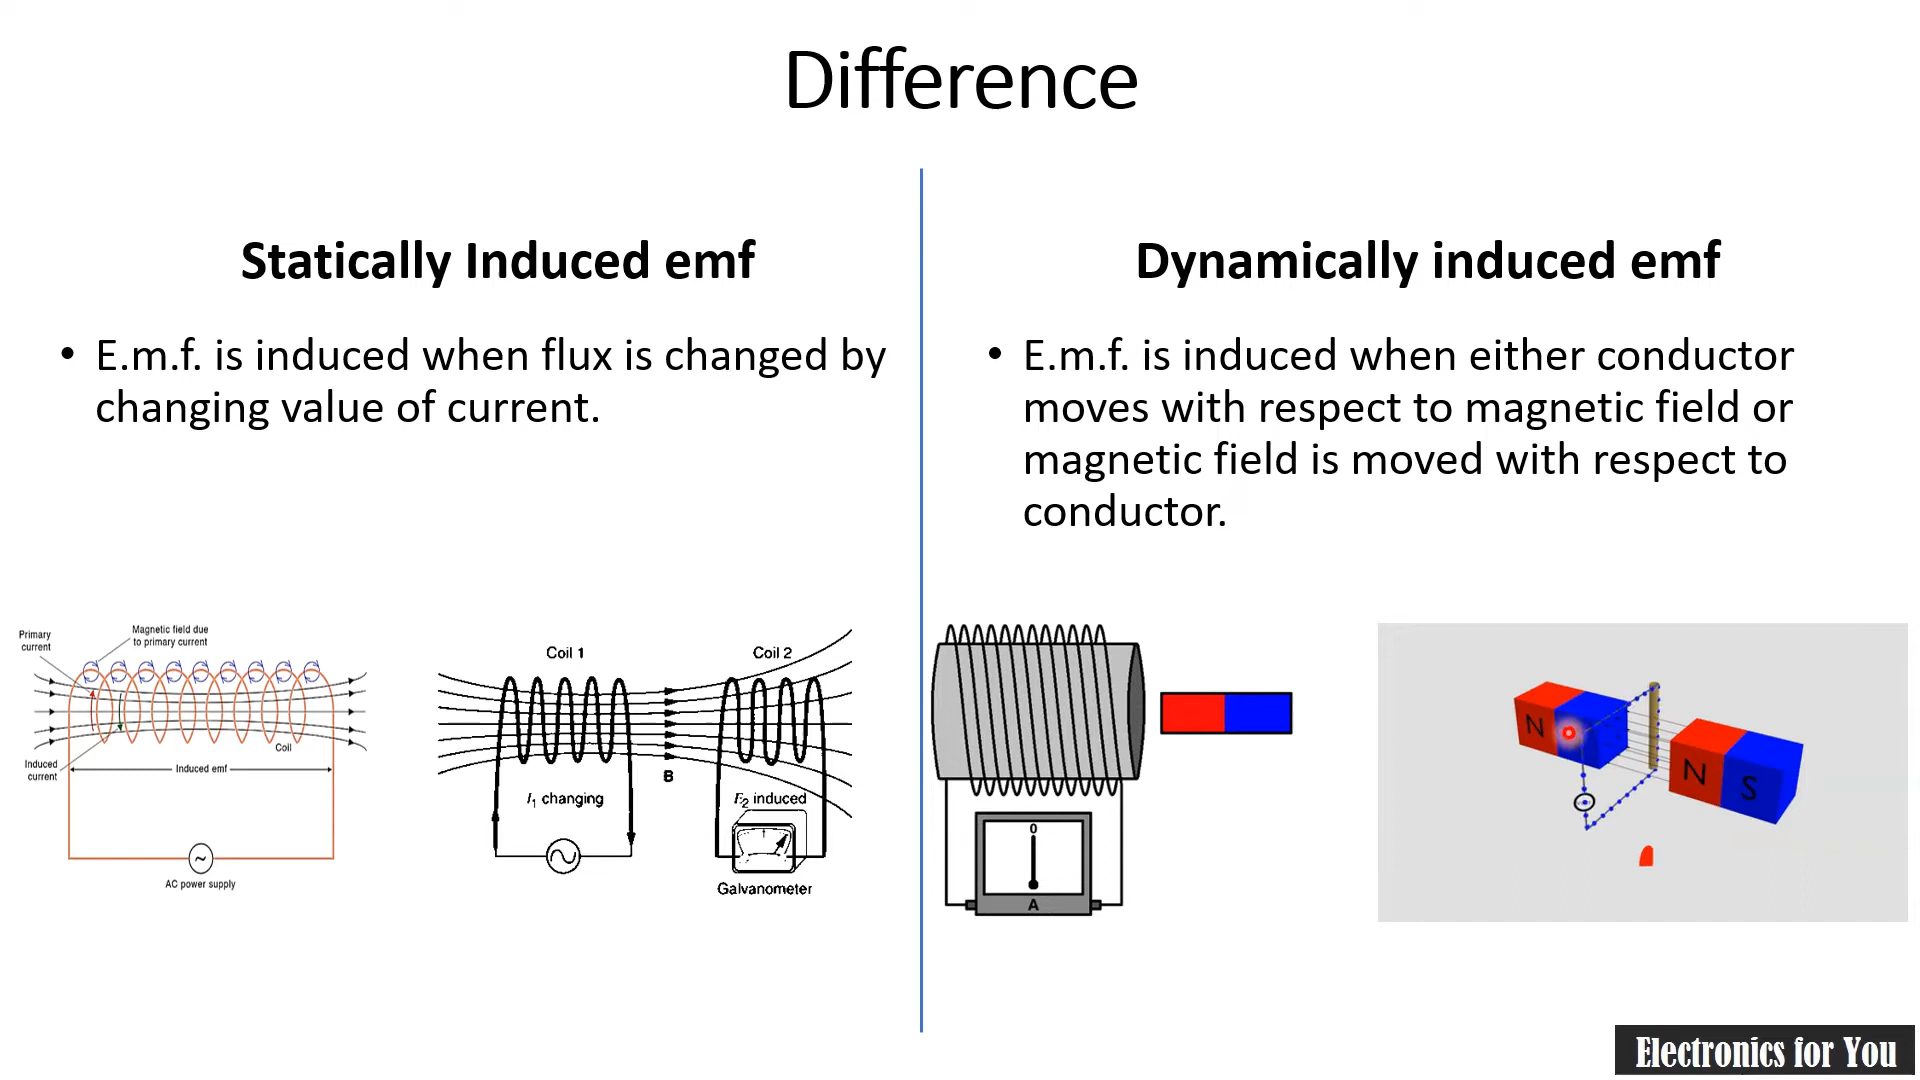 Difference
Statically Induced emf
• E.m.f. is induced when flux is changed by
changing value of current.
Primary
current
Magnetic field due
to primary current
Coil
Induced
current
Induced emf
~
AC power supply
Coil 1
Coil 2
B
I1 changing
E2 induced
Galvanometer
Dynamically induced emf
• E.m.f. is induced when either conductor
moves with respect to magnetic field or
magnetic field is moved with respect to
conductor.
0
A
N
N
S
Electronics for You